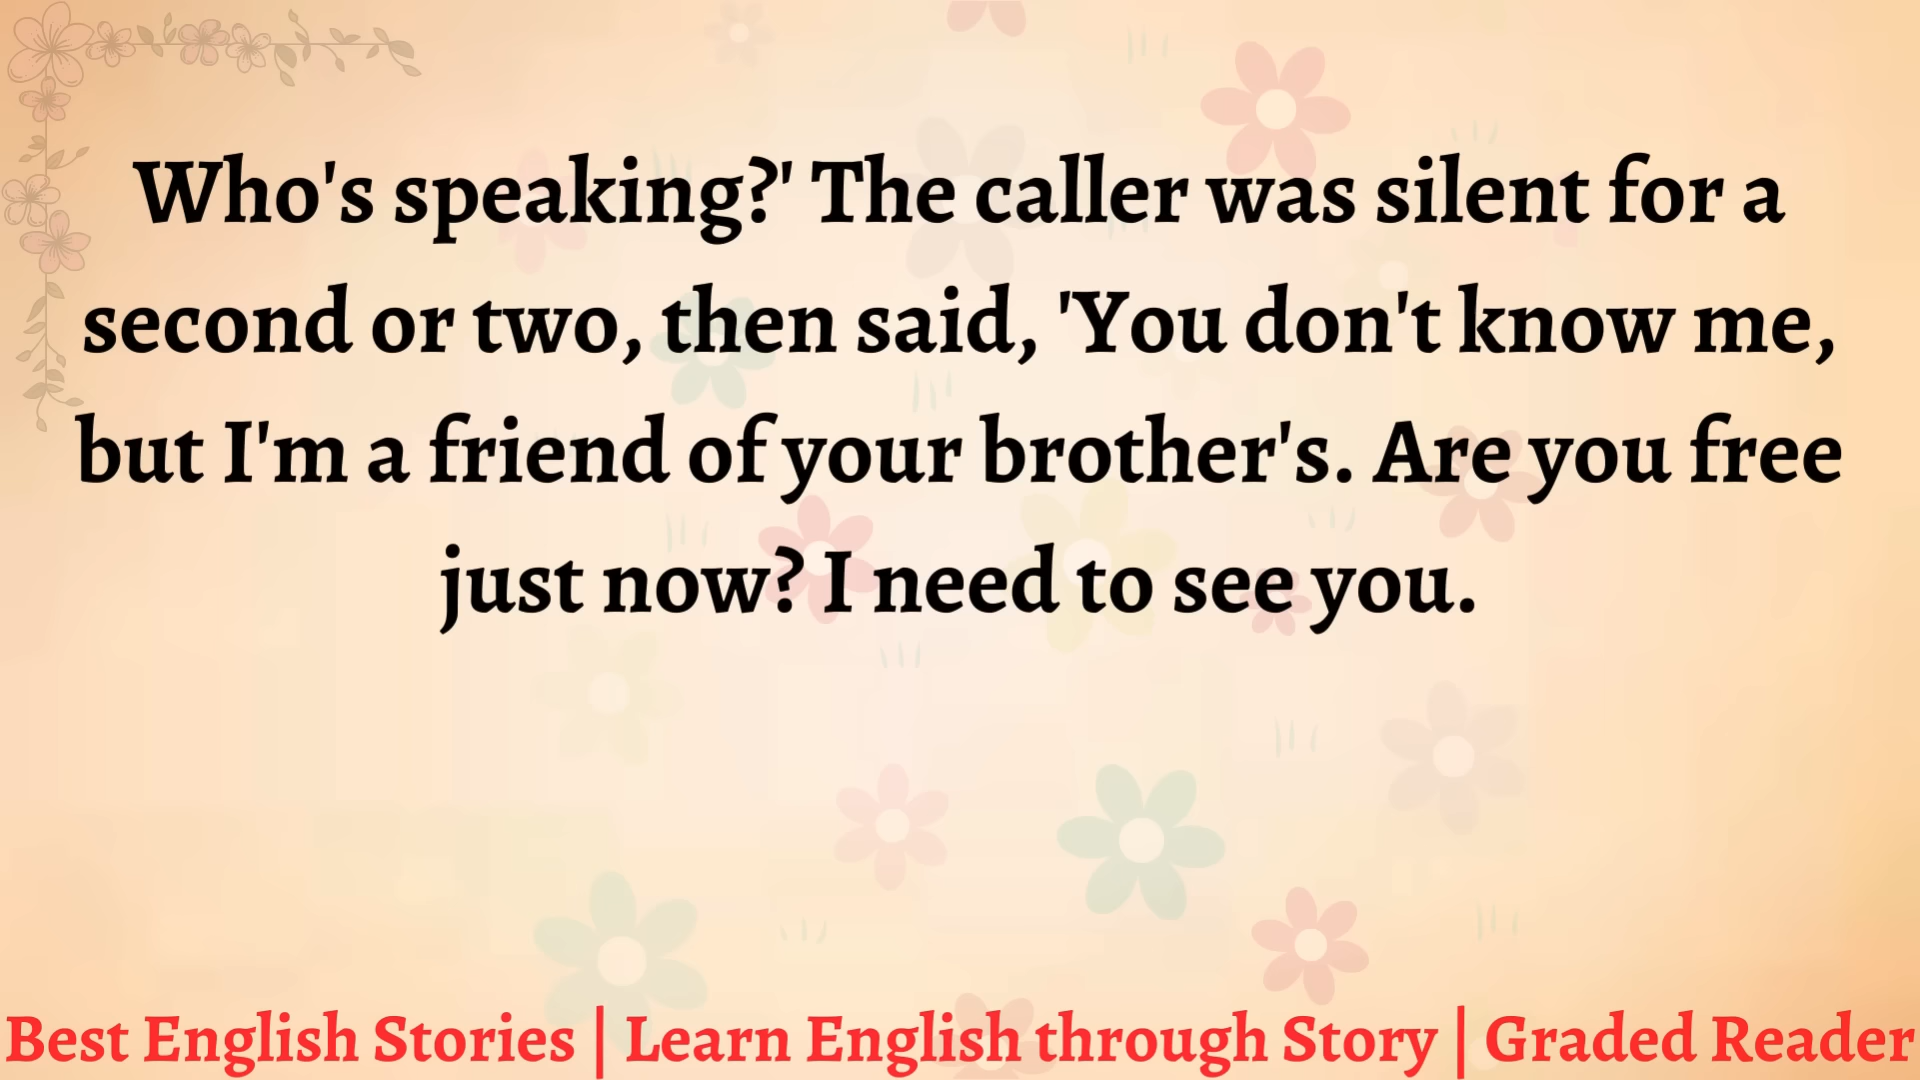 Who's speaking?' The caller was silent for a
second or two, then said, 'You don't know me,
but I'm a friend of your brother's. Are you free
just now? I need to see you.
Best English Stories | Learn English through Story | Graded Reader